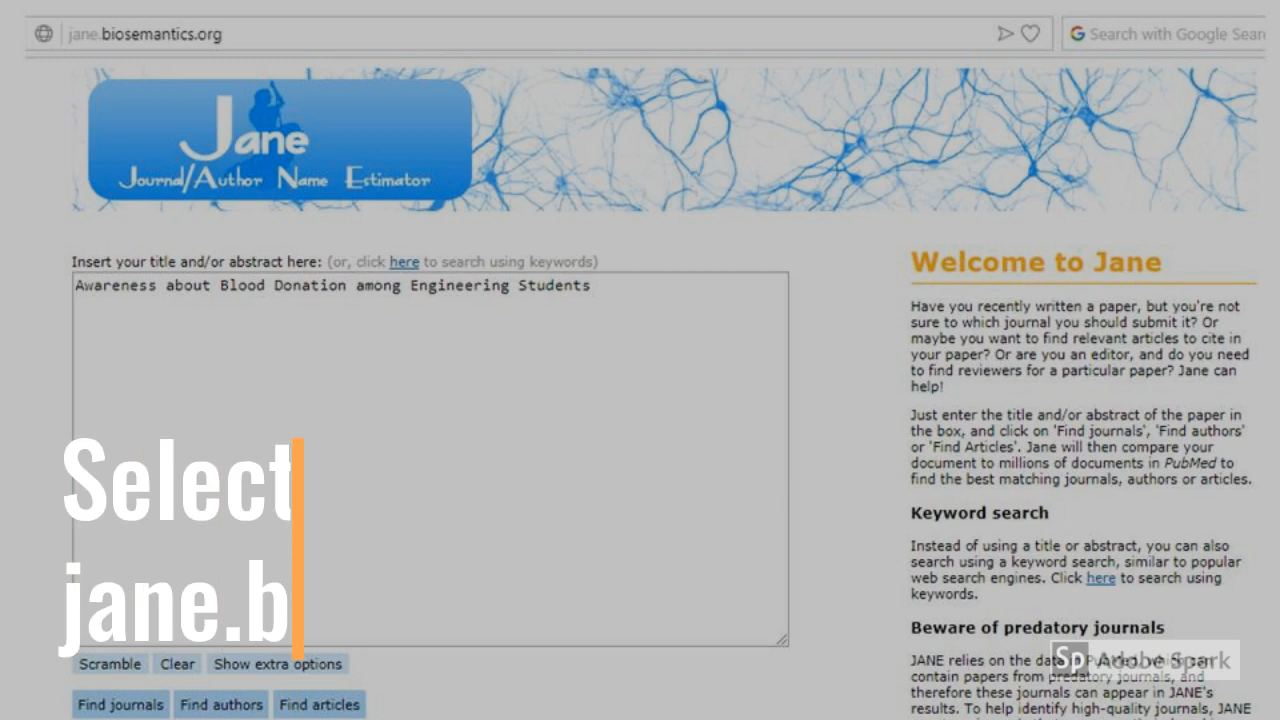 jane.biosemantics.org
Search with Google Sear
Jane
Journal/Author Name Estimator
Insert your title and/or abstract here: (or, click here to search using keywords)
Awareness about Blood Donation among Engineering Students
Select
jane.b
Scramble Clear Show extra options
Find journals Find authors Find articles
Welcome to Jane
Have you recently written a paper, but you're not
sure to which journal you should submit it? Or
maybe you want to find relevant articles to cite in
your paper? Or are you an editor, and do you need
to find reviewers for a particular paper? Jane can
help!
Just enter the title and/or abstract of the paper in
the box, and click on 'Find journals', 'Find authors'
or 'Find Articles'. Jane will then compare your
document to millions of documents in PubMed to
find the best matching journals, authors or articles.
Keyword search
Instead of using a title or abstract, you can also
search using a keyword search, similar to popular
web search engines. Click here to search using
keywords.
Beware of predatory journals
JANE relies on the data in PubMed, which can
contain papers from predatory journals, and
therefore these journals can appear in JANE's
results. To help identify high-quality journals, JANE
Sp Adobe Spark